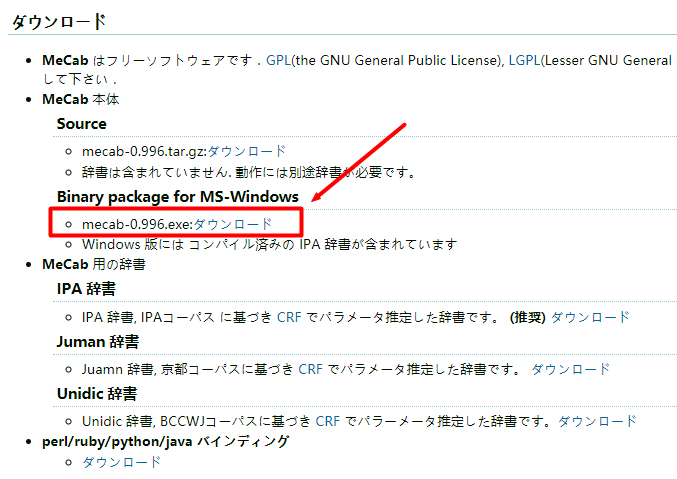 ダウンロード
MeCab はフリーソフトウェアです．GPL(the GNU General Public License), LGPL(Lesser GNU General
して下さい．
MeCab 本体
Source
mecab-0.996.tar.gz:ダウンロード
辞書は含まれていません. 動作には別途辞書が必要です。
Binary package for MS-Windows
mecab-0.996.exe:ダウンロード
Windows 版には コンパイル済みの IPA 辞書が含まれています
MeCab 用の辞書
IPA 辞書
IPA 辞書, IPAコーパス に基づき CRF でパラメータ推定した辞書です。 (推奨) ダウンロード
Juman 辞書
Juamn 辞書, 京都コーパスに基づき CRF でパラメータ推定した辞書です。 ダウンロード
Unidic 辞書
Unidic 辞書, BCCWJコーパスに基づき CRF でパラーメータ推定した辞書です。ダウンロード
perl/ruby/python/java バインディング
ダウンロード